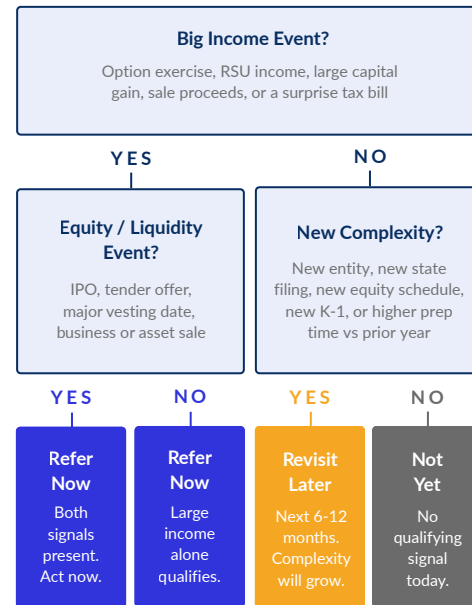 Big Income Event?
Option exercise, RSU income, large capital
gain, sale proceeds, or a surprise tax bill
YES
NO
Equity / Liquidity
Event?
IPO, tender offer,
major vesting date,
business or asset sale
New Complexity?
New entity, new state
filing, new equity schedule,
new K-1, or higher prep
time vs prior year
YES
NO
YES
NO
Refer
Now
Both
signals
present.
Act now.
Refer
Now
Large
income
alone
qualifies.
Revisit
Later
Next 6-12
months.
Complexity
will grow.
Not
Yet
No
qualifying
signal
today.